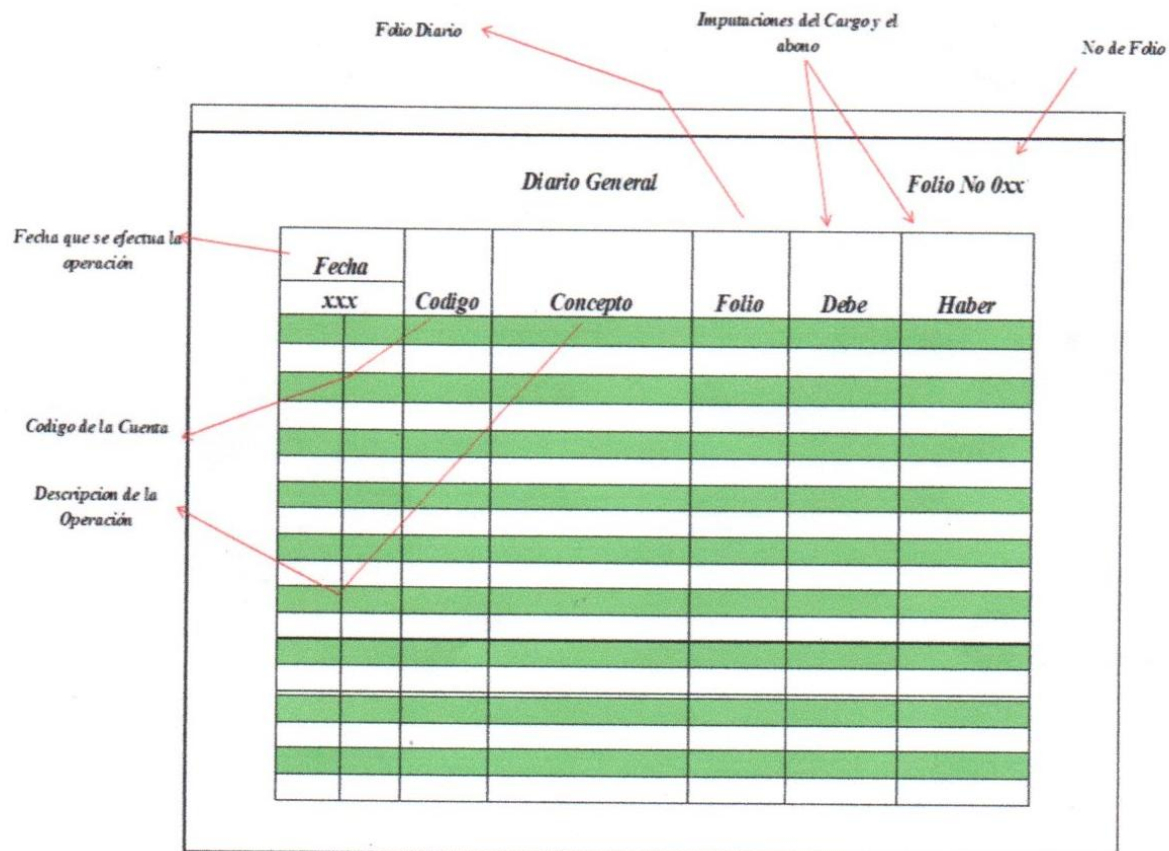 Imputaciones del Cargo y el
abono
Folio Diario
No de Folio
Diario General
Folio No 0xx
Fecha que se efectua la
operación
Fecha
xxx
Codigo
Concepto
Folio
Debe
Haber
Codigo de la Cuenta
Descripcion de la
Operación